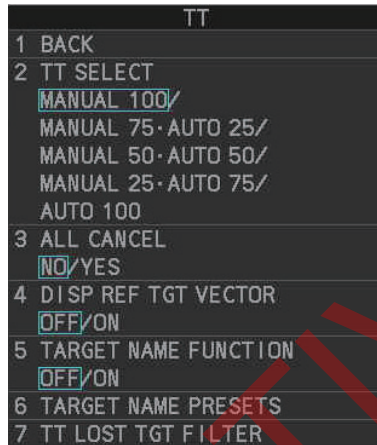 TT
1 BACK
2 TT SELECT
MANUAL 100/
MANUAL 75·AUTO 25/
MANUAL 50·AUTO 50/
MANUAL 25·AUTO 75/
AUTO 100
3 ALL CANCEL
NO/YES
4 DISP REF TGT VECTOR
OFF/ON
5 TARGET NAME FUNCTION
OFF/ON
6 TARGET NAME PRESETS
7 TT LOST TGT FILTER